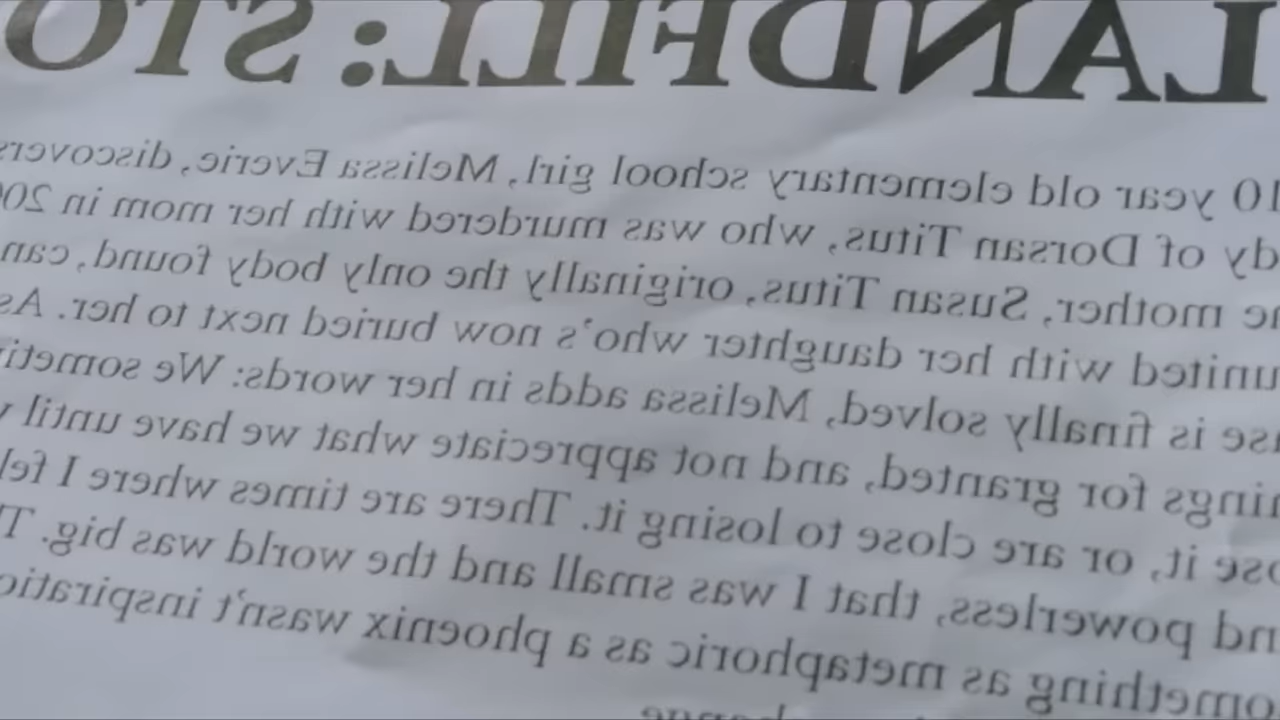 LANDFILL: STO
10 year old elementary school girl, Melissa Everie, discovers
dy of Dorsan Titus, who was murdered with her mom in 200
e mother, Susan Titus, originally the only body found, can
united with her daughter who's now buried next to her. As
se is finally solved, Melissa adds in her words: We someti
ings for granted, and not appreciate what we have until
ose it, or are close to losing it. There are times where I fel
nd powerless, that I was small and the world was big. T
omething as metaphoric as a phoenix wasn't inspiratio